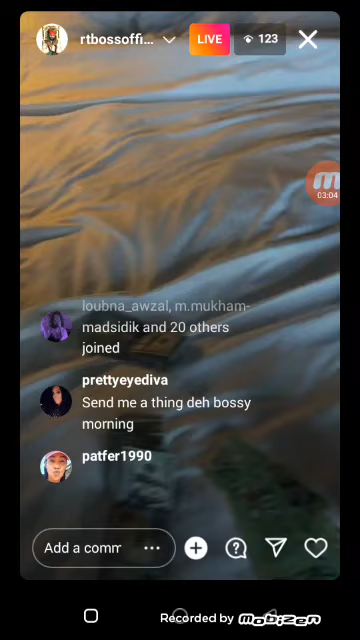 rtbossoffi...
LIVE
123
03:04
loubna_awzal, m.mukham-
madsidik and 20 others
joined
prettyeyediva
Send me a thing deh bossy
morning
patfer1990
Add a comm
Recorded by MOBIZEN